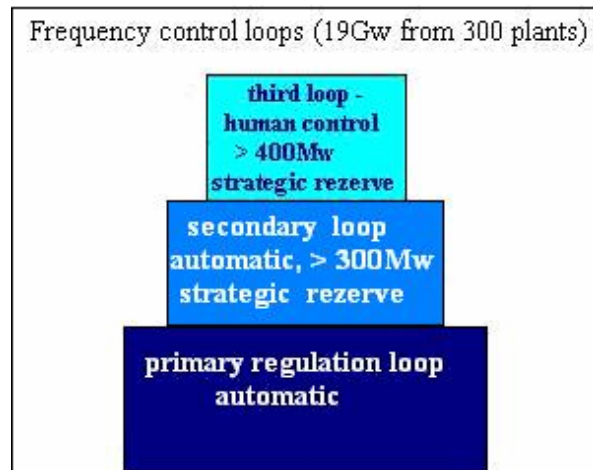 Frequency control loops (19Gw from 300 plants)
third loop -
human control
> 400Mw
strategic rezerve
secondary loop
automatic, > 300Mw
strategic rezerve
primary regulation loop
automatic